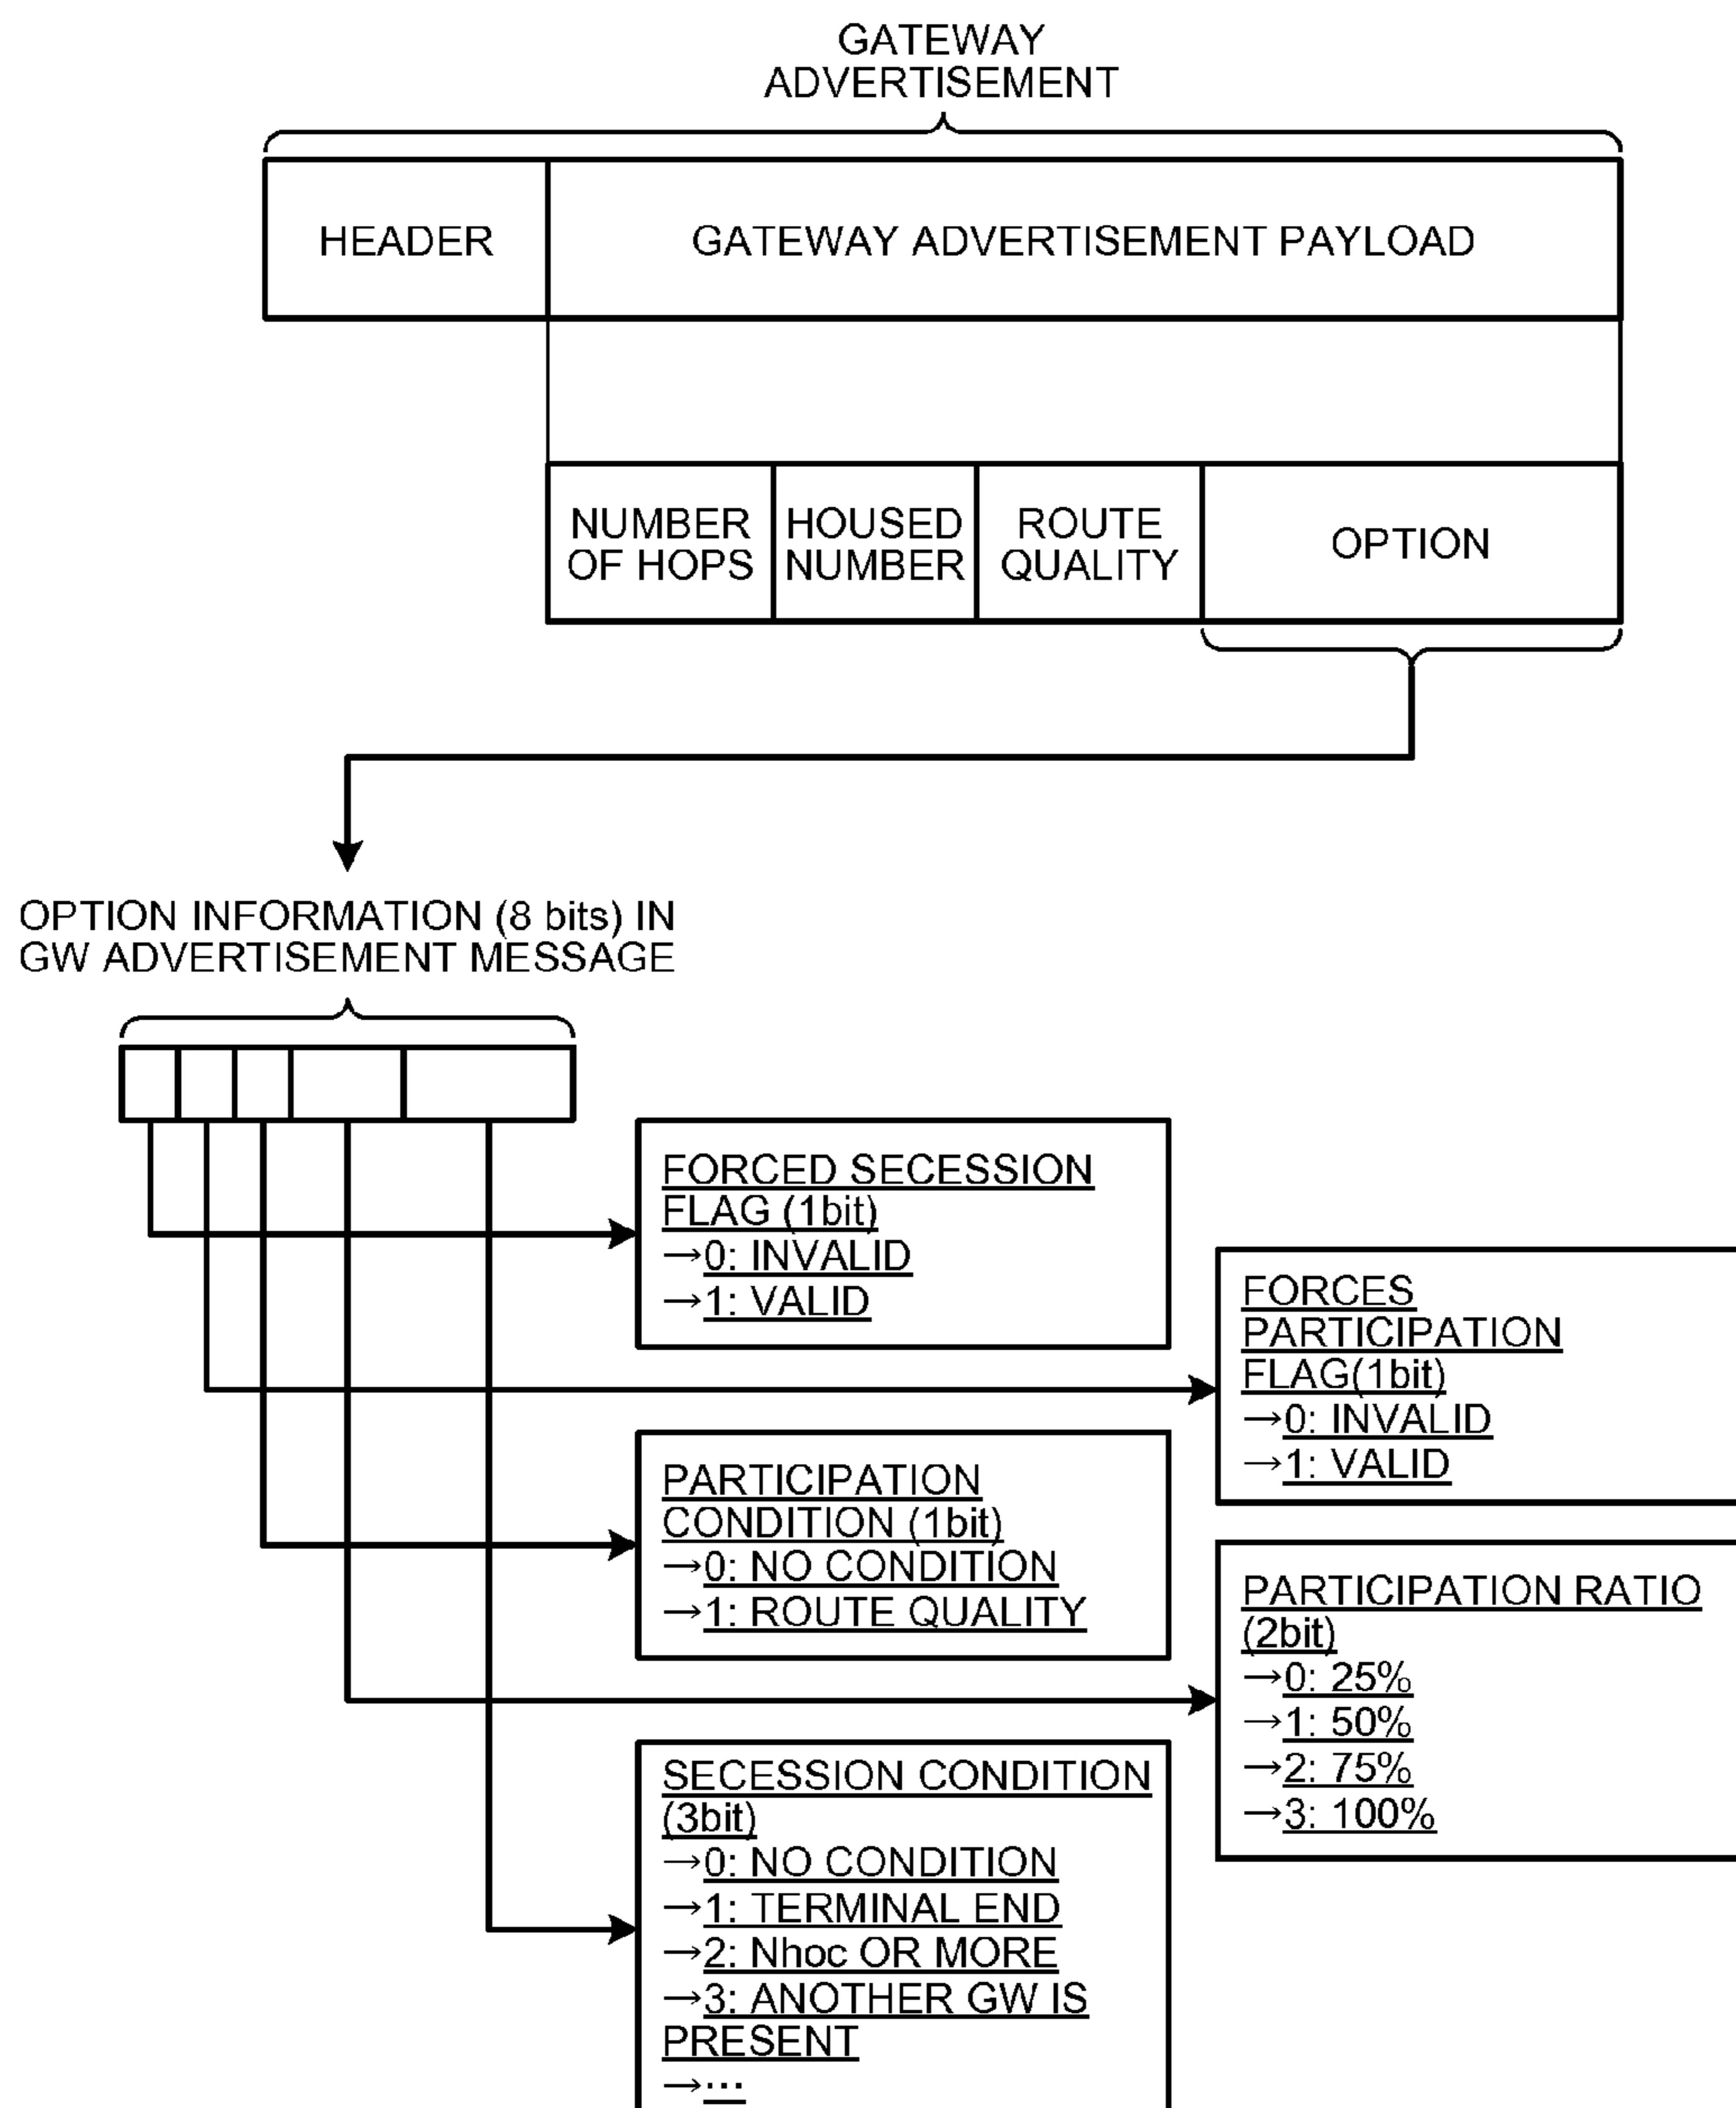 GATEWAY
ADVERTISEMENT
HEADER
GATEWAY ADVERTISEMENT PAYLOAD
NUMBER
OF HOPS
HOUSED
NUMBER
ROUTE
QUALITY
OPTION
OPTION INFORMATION (8 bits) IN
GW ADVERTISEMENT MESSAGE
FORCED SECESSION
FLAG (1bit)
→0: INVALID
→1: VALID
FORCES
PARTICIPATION
FLAG(1bit)
→0: INVALID
→1: VALID
PARTICIPATION
CONDITION (1bit)
→0: NO CONDITION
→1: ROUTE QUALITY
PARTICIPATION RATIO
(2bit)
→0: 25%
→1: 50%
→2: 75%
→3: 100%
SECESSION CONDITION
(3bit)
→0: NO CONDITION
→1: TERMINAL END
→2: Nhoc OR MORE
→3: ANOTHER GW IS
PRESENT
→···